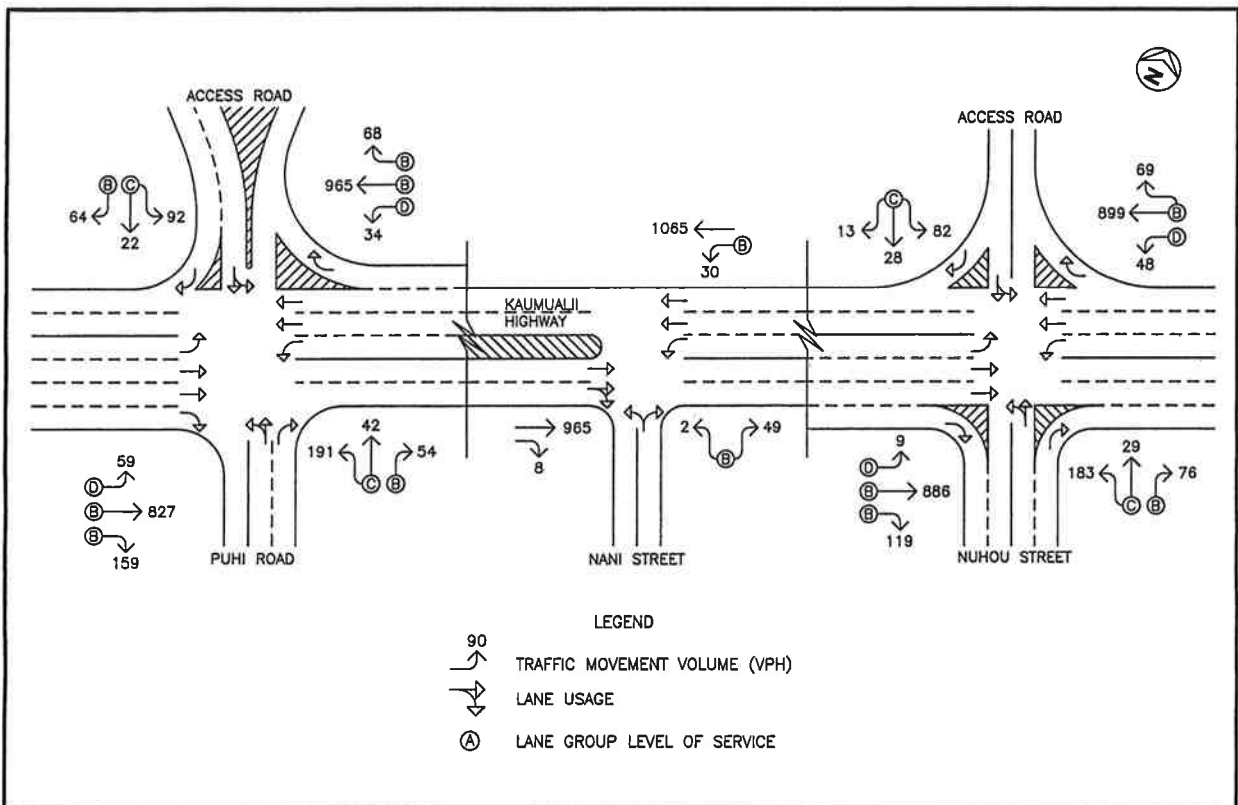 N
ACCESS ROAD
ACCESS ROAD
68
B
965 B
D
34
B C
64 92
22
1065
B
30
C
13 82
28
69
899 B
D
48
KAUMUALII
HIGHWAY
59
D
B 827
B
159
42
191 54
C B
965
8
2 49
B
9
D
B 886
B
119
29
183 76
C B
PUHI ROAD
NANI STREET
NUHOU STREET
LEGEND
90
TRAFFIC MOVEMENT VOLUME (VPH)
LANE USAGE
A LANE GROUP LEVEL OF SERVICE